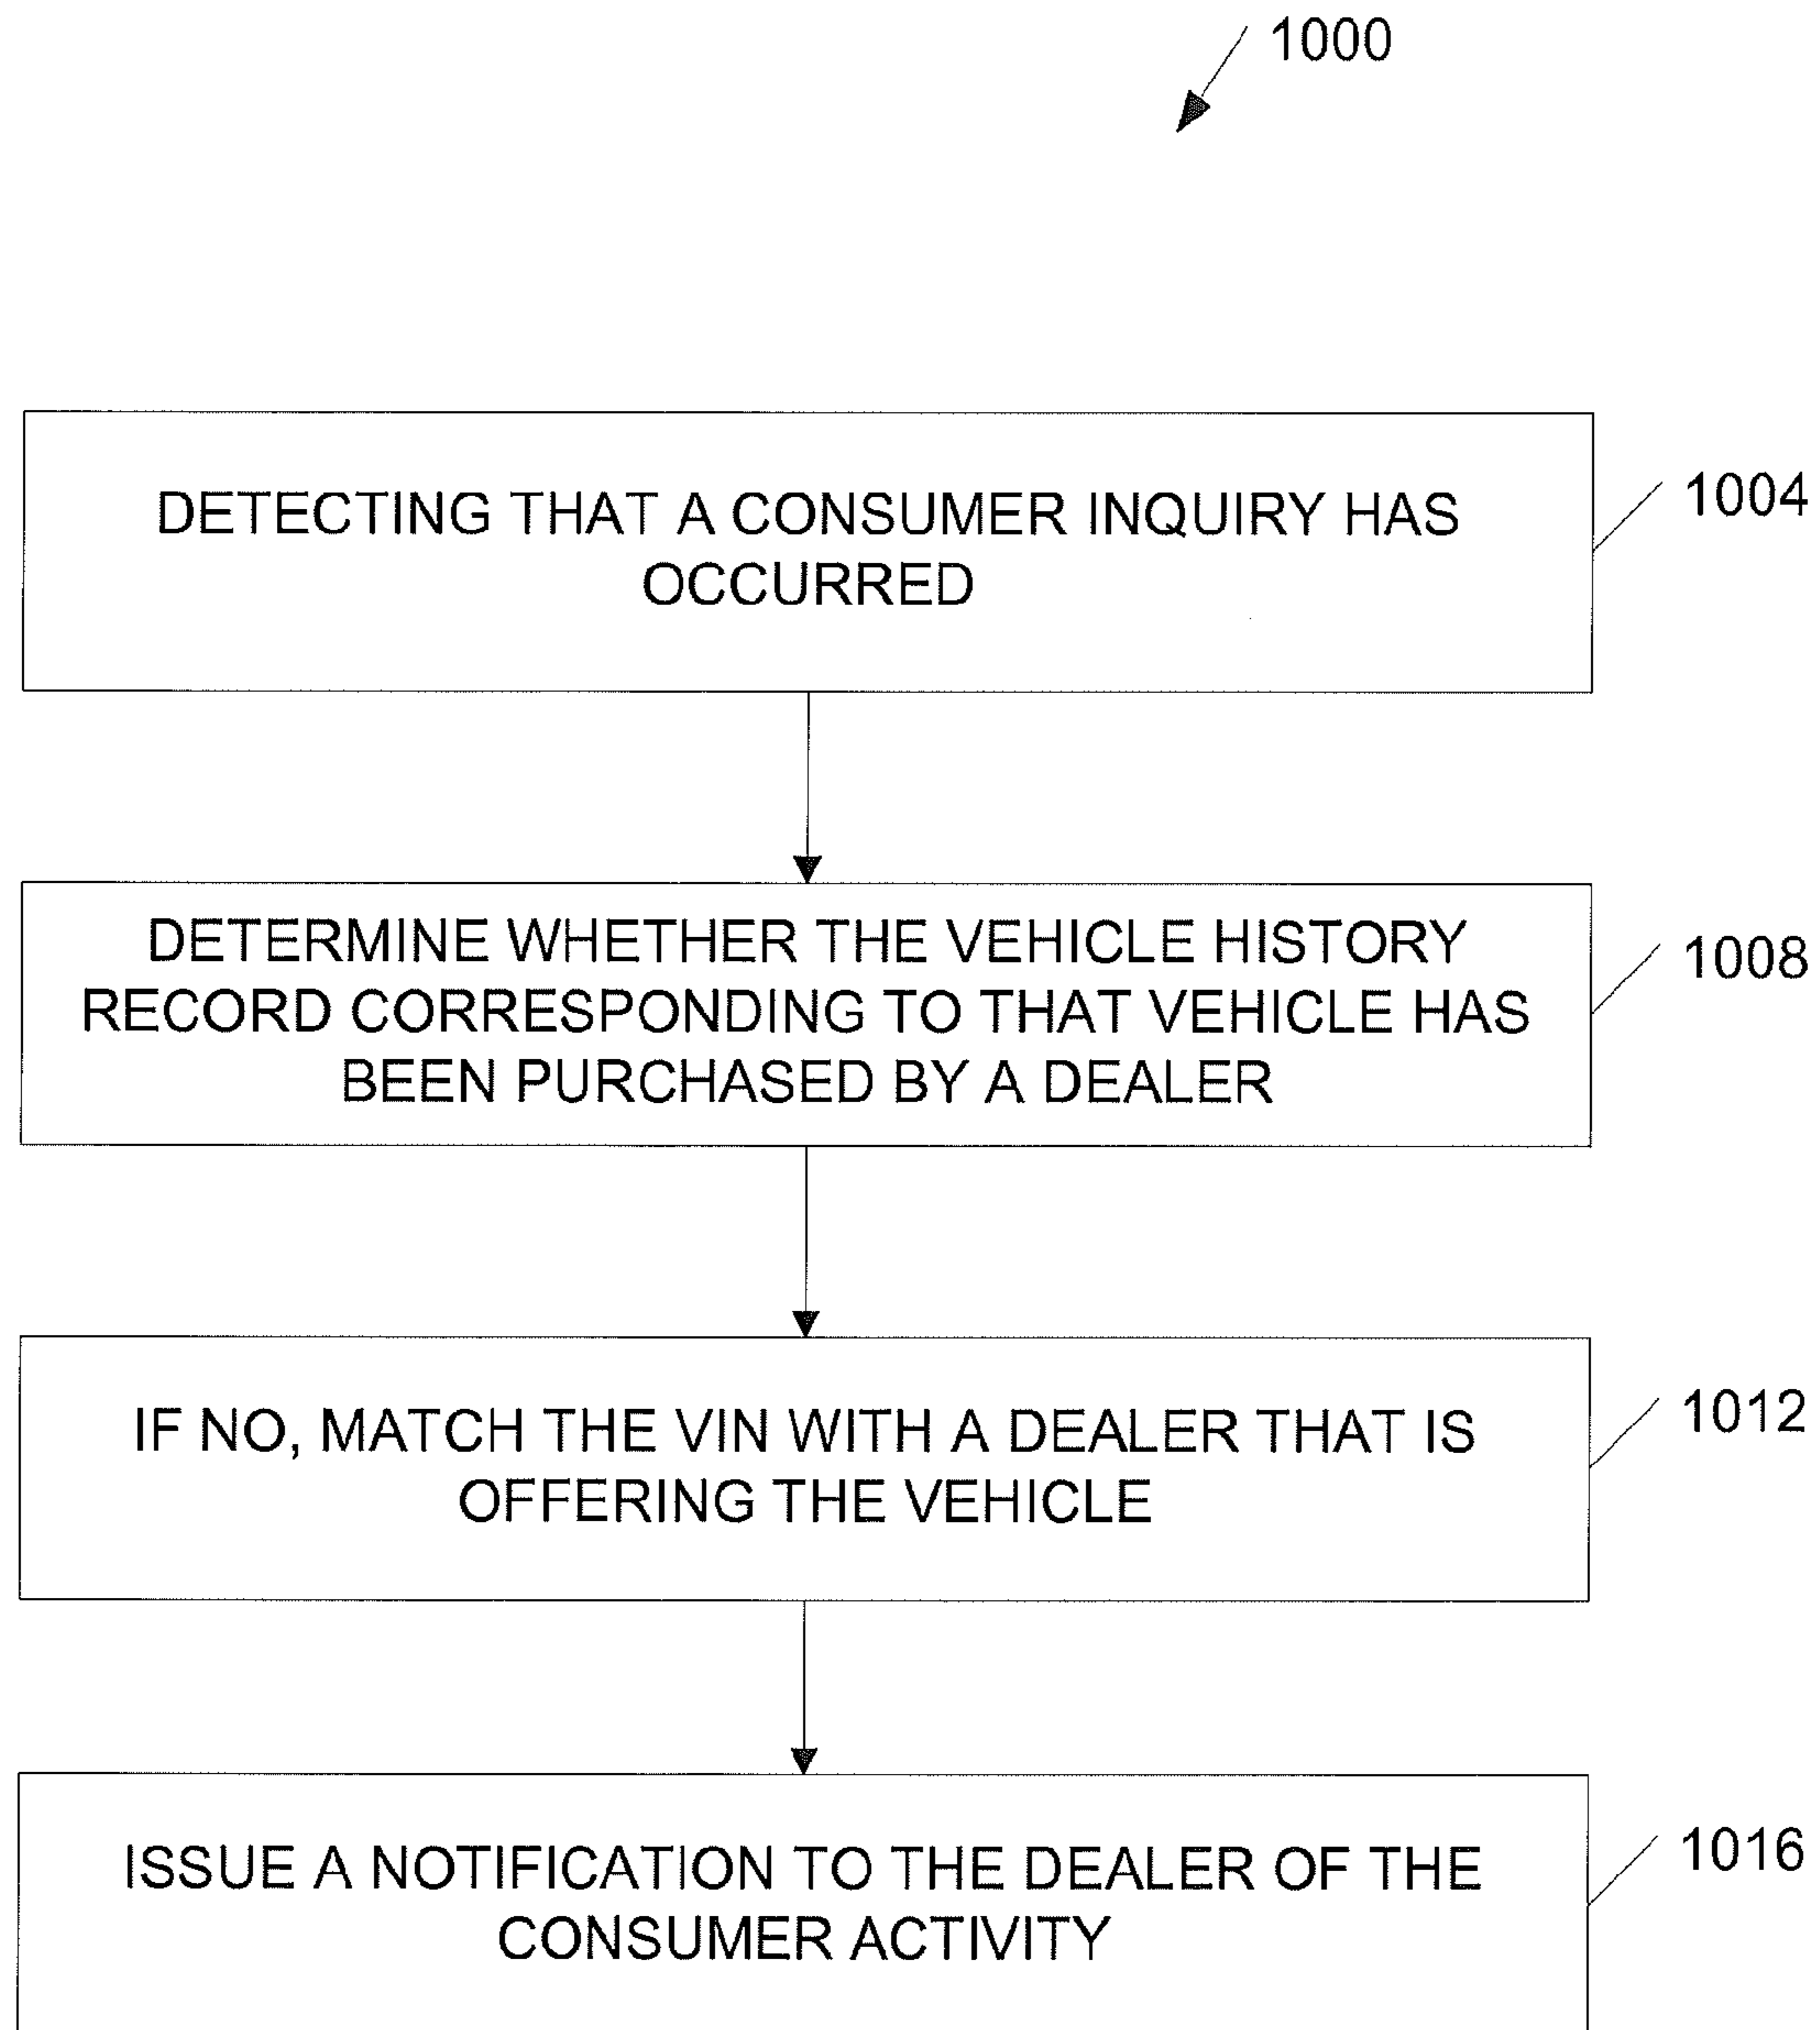 1000
DETECTING THAT A CONSUMER INQUIRY HAS
OCCURRED
1004
DETERMINE WHETHER THE VEHICLE HISTORY
RECORD CORRESPONDING TO THAT VEHICLE HAS
BEEN PURCHASED BY A DEALER
1008
IF NO, MATCH THE VIN WITH A DEALER THAT IS
OFFERING THE VEHICLE
1012
ISSUE A NOTIFICATION TO THE DEALER OF THE
CONSUMER ACTIVITY
1016